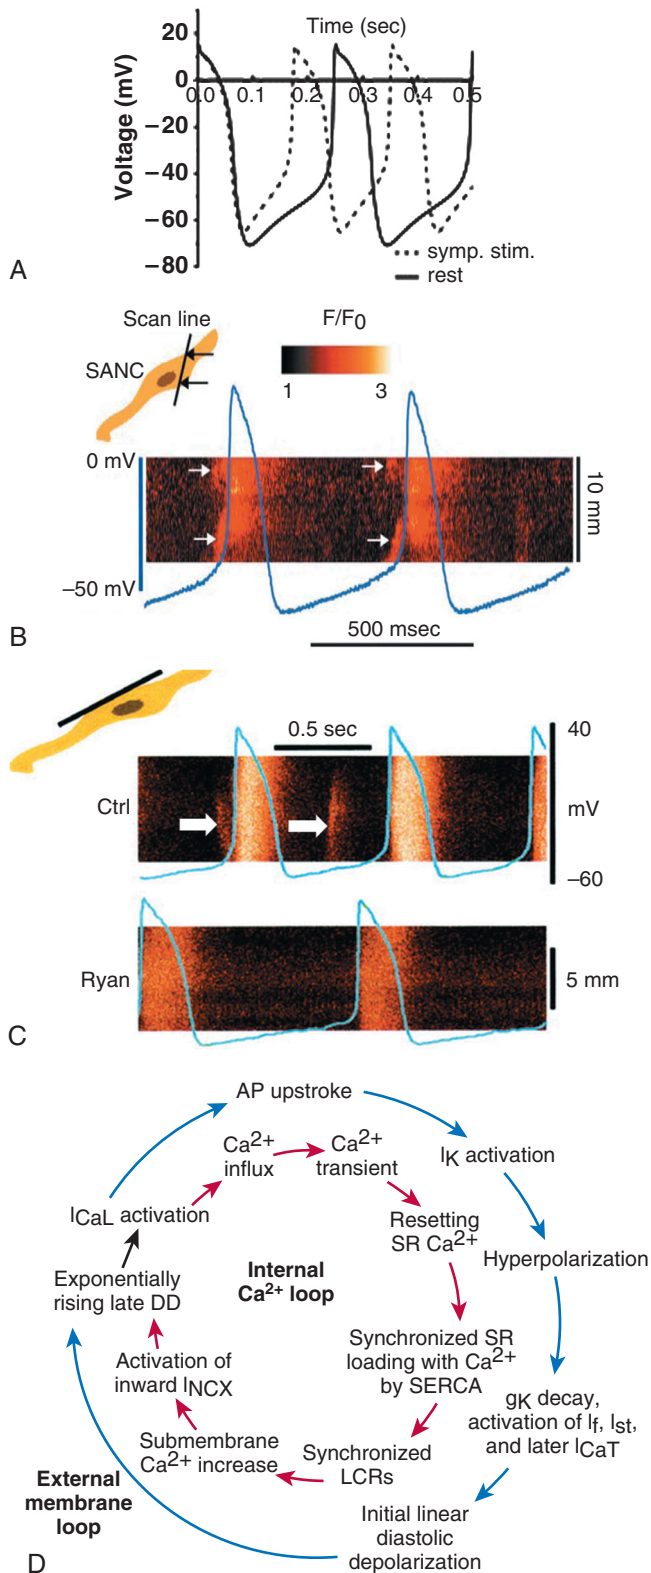 20
Time (sec)
0
0.0
0.1
0.2
0.3
0.4
0.5
Voltage (mV)
–20
–40
–60
–80
symp. stim.
rest
A
Scan line
F/F0
SANC
1
3
0 mV
–50 mV
10 mm
500 msec
B
0.5 sec
40
Ctrl
mV
–60
Ryan
5 mm
C
AP upstroke
Ca2+
influx
Ca2+
transient
IK activation
ICaL activation
Resetting
SR Ca2+
Hyperpolarization
Exponentially
rising late DD
Internal
Ca2+ loop
Synchronized SR
loading with Ca2+
by SERCA
Activation of
inward INCX
gK decay,
activation of If, Ist,
and later ICaT
Submembrane
Ca2+ increase
Synchronized
LCRs
External
membrane
loop
Initial linear
diastolic
depolarization
D